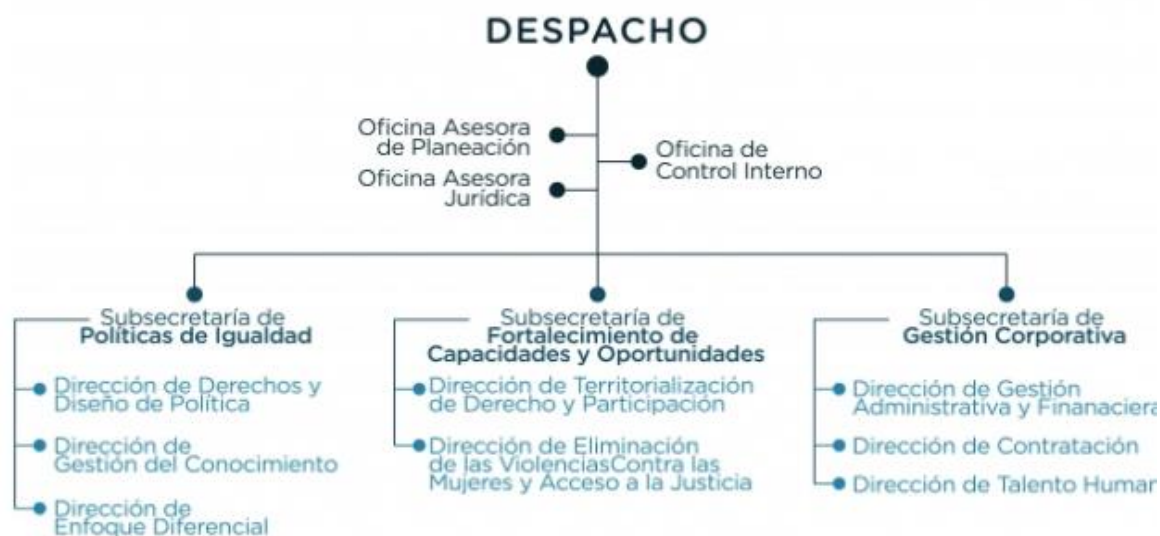 DESPACHO
Oficina Asesora
de Planeación
Oficina de
Control Interno
Oficina Asesora
Jurídica
Subsecretaría de
Políticas de Igualdad
Dirección de Derechos y
Diseño de Política
Dirección de
Gestión del Conocimiento
Dirección de
Enfoque Diferencial
Subsecretaría de
Fortalecimiento de
Capacidades y Oportunidades
Dirección de Territorialización
de Derecho y Participación
Dirección de Eliminación
de las ViolenciasContra las
Mujeres y Acceso a la Justicia
Subsecretaría de
Gestión Corporativa
Dirección de Gestión
Administrativa y Finanaciera
Dirección de Contratación
Dirección de Talento Human